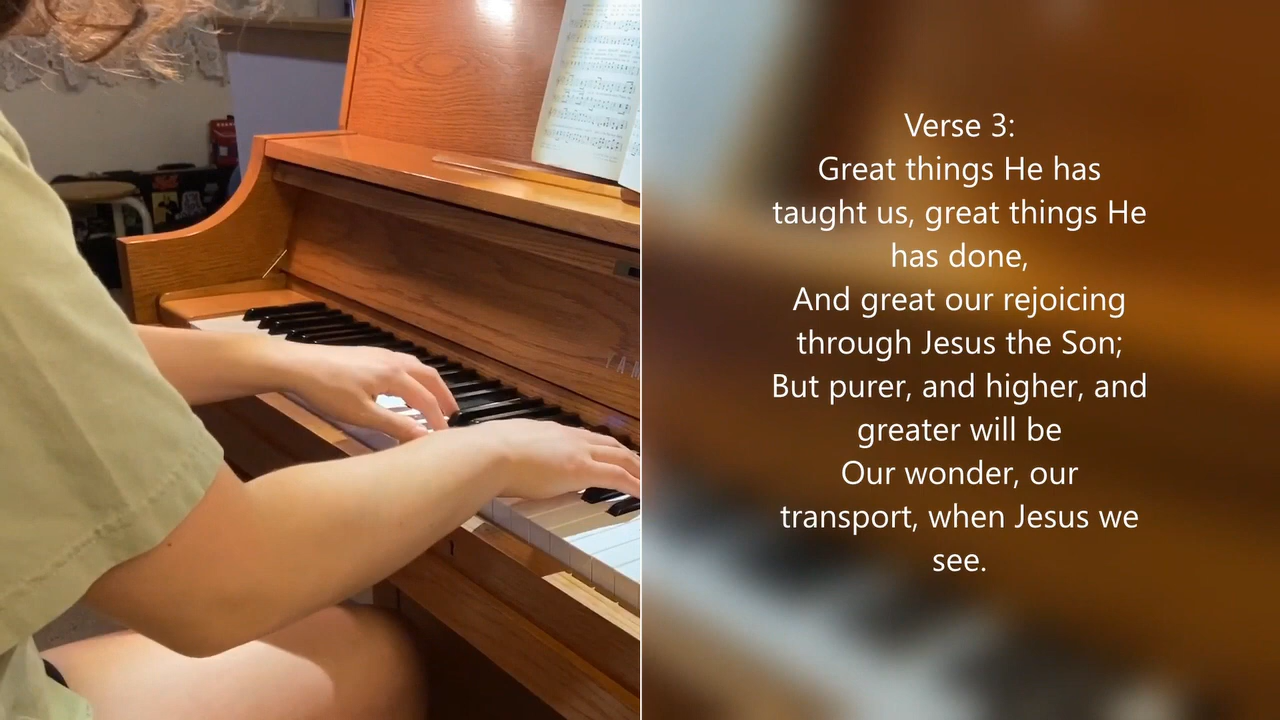 Verse 3:
Great things He has
taught us, great things He
has done,
And great our rejoicing
through Jesus the Son;
But purer, and higher, and
greater will be
Our wonder, our
transport, when Jesus we
see.